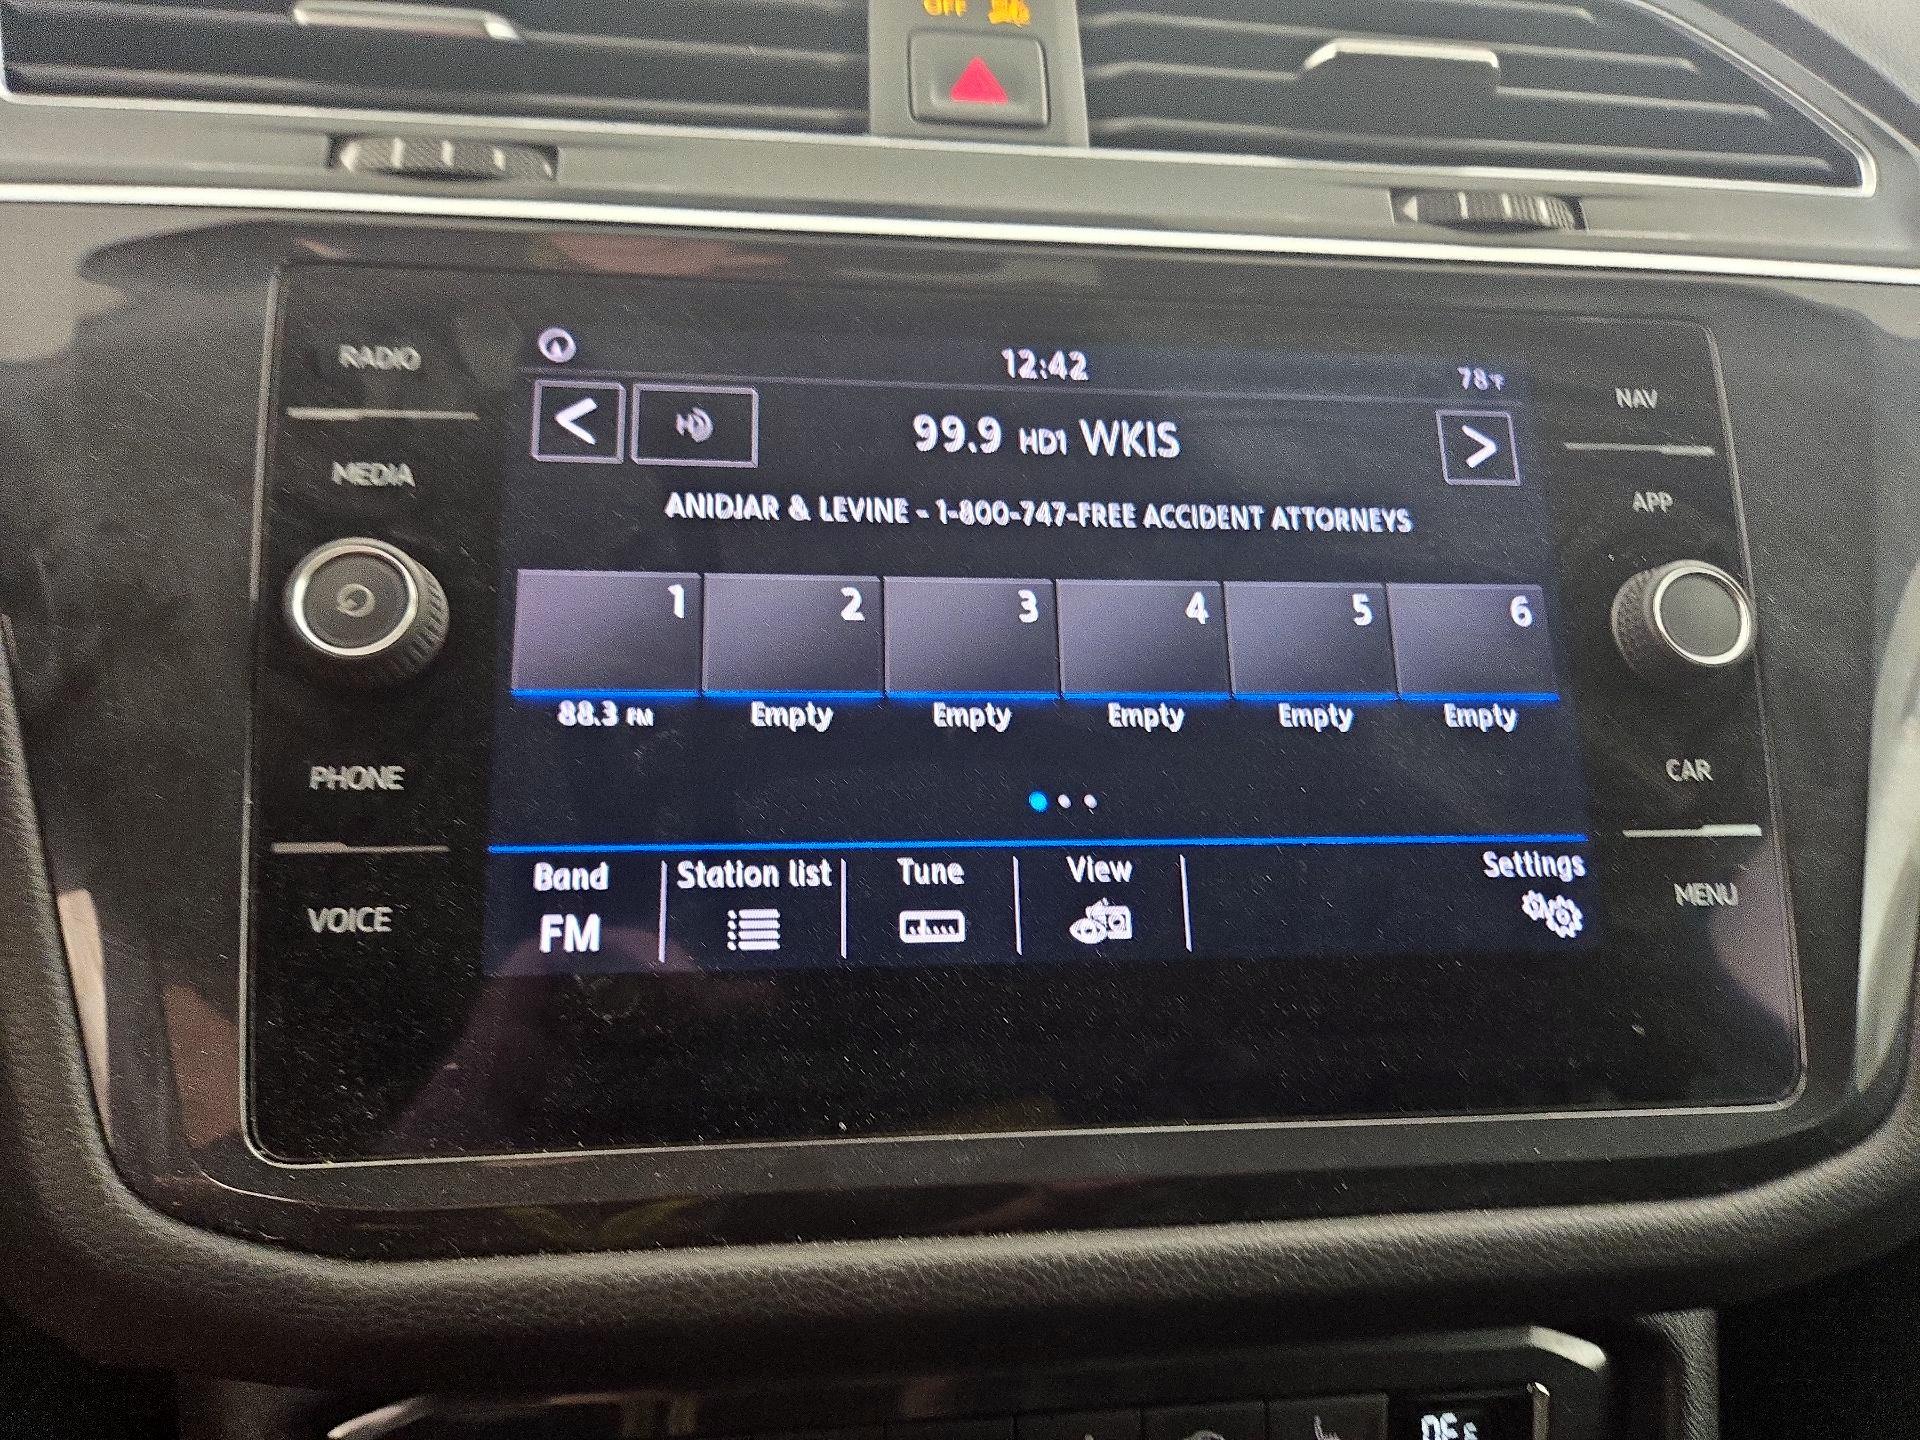 OFF
RADIO
MEDIA
PHONE
VOICE
12:42
78°F
HD
99.9 HD1 WKIS
ANIDJAR & LEVINE - 1-800-747-FREE ACCIDENT ATTORNEYS
1 2 3 4 5 6
88.3 FM Empty Empty Empty Empty Empty
Band Station list Tune View Settings
FM
NAV
APP
CAR
MENU